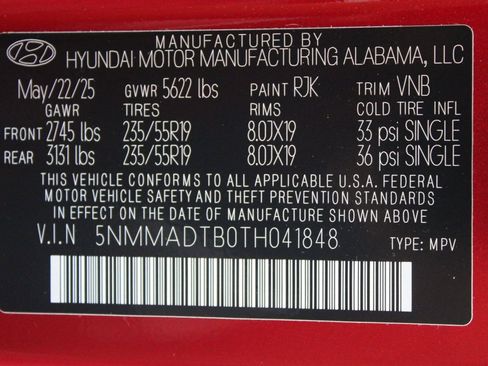 MANUFACTURED BY
HYUNDAI MOTOR MANUFACTURING ALABAMA, LLC
May/22/25 GVWR 5622 lbs PAINT RJK TRIM VNB
GAWR TIRES RIMS COLD TIRE INFL
FRONT 2745 lbs 235/55R19 8.0JX19 33 psi SINGLE
REAR 3131 lbs 235/55R19 8.0JX19 36 psi SINGLE
THIS VEHICLE CONFORMS TO ALL APPLICABLE U.S.A. FEDERAL
MOTOR VEHICLE SAFETY AND THEFT PREVENTION STANDARDS
IN EFFECT ON THE DATE OF MANUFACTURE SHOWN ABOVE.
V.I.N 5NMMADTB0TH041848 TYPE: MPV